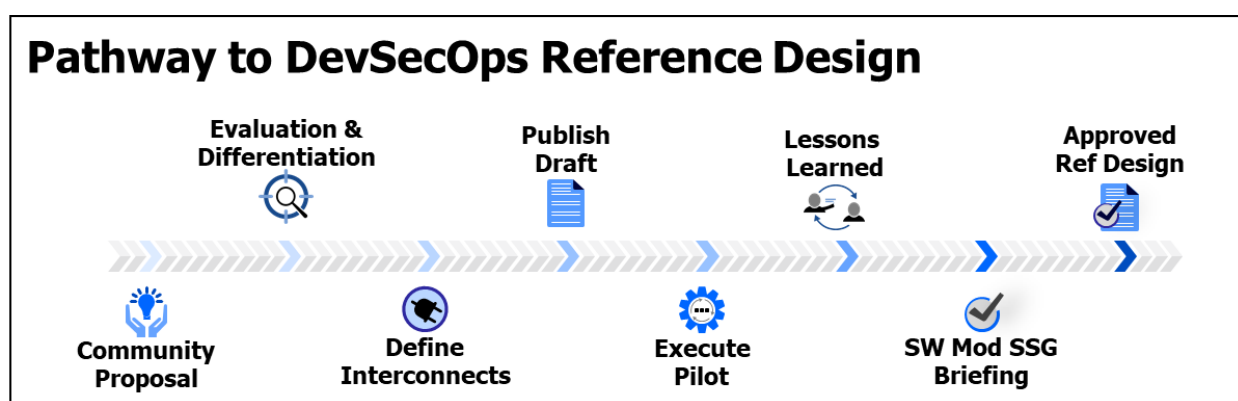 Pathway to DevSecOps Reference Design
Evaluation &
Differentiation
Publish
Draft
Lessons
Learned
Approved
Ref Design
Community
Proposal
Define
Interconnects
Execute
Pilot
SW Mod SSG
Briefing